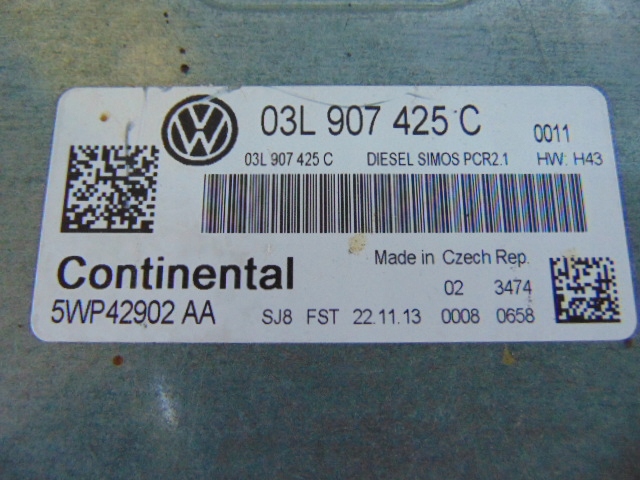 VW 03L 907 425 C 0011
03L 907 425 C DIESEL SIMOS PCR2.1 HW: H43
Made in Czech Rep.
Continental 02 3474
5WP42902 AA SJ8 FST 22.11.13 0008 0658